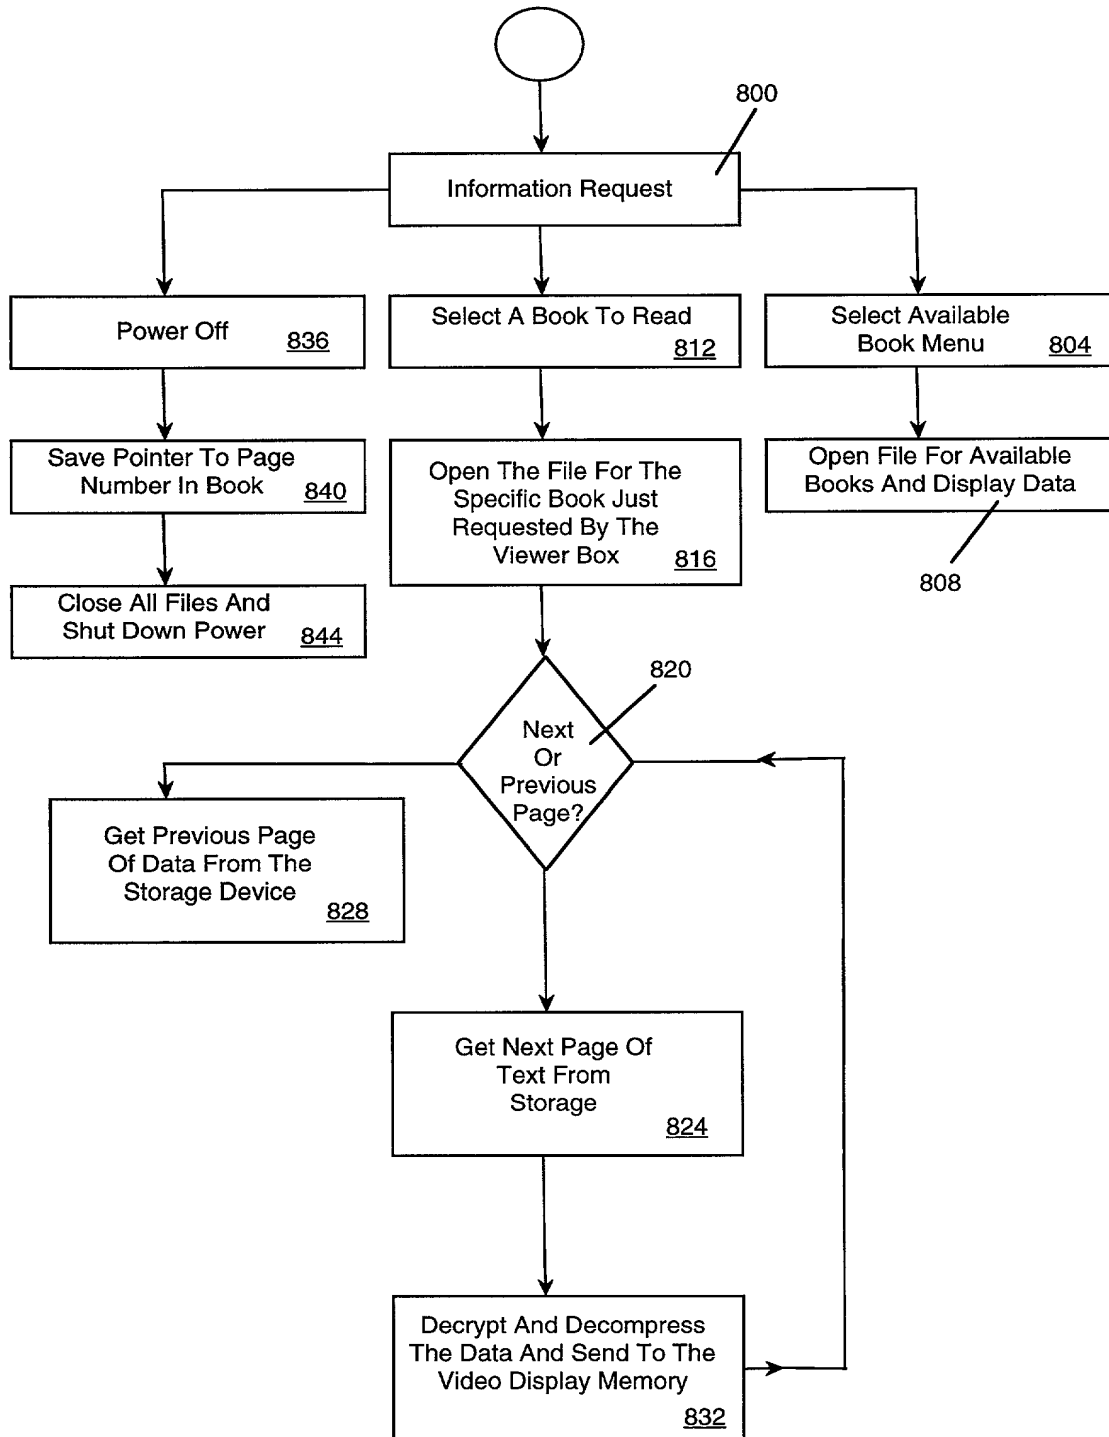 800
Information Request
Power Off
836
Select A Book To Read
812
Select Available
Book Menu
804
Save Pointer To Page
Number In Book
840
Open The File For The
Specific Book Just
Requested By The
Viewer Box
816
Open File For Available
Books And Display Data
808
Close All Files And
Shut Down Power
844
820
Next
Or
Previous
Page?
Get Previous Page
Of Data From The
Storage Device
828
Get Next Page Of
Text From
Storage
824
Decrypt And Decompress
The Data And Send To The
Video Display Memory
832